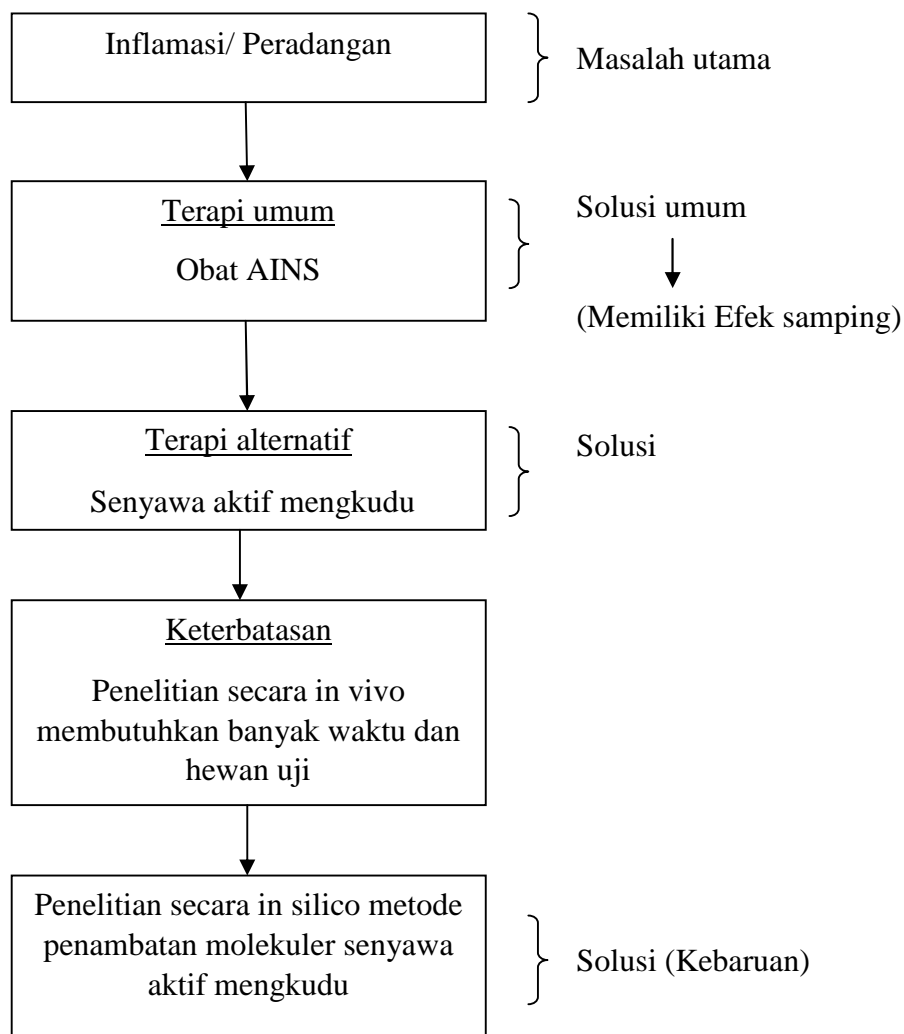 Inflamasi/ Peradangan
Masalah utama
Terapi umum
Obat AINS
Solusi umum
(Memiliki Efek samping)
Terapi alternatif
Senyawa aktif mengkudu
Solusi
Keterbatasan
Penelitian secara in vivo
membutuhkan banyak waktu dan
hewan uji
Penelitian secara in silico metode
penambatan molekuler senyawa
aktif mengkudu
Solusi (Kebaruan)